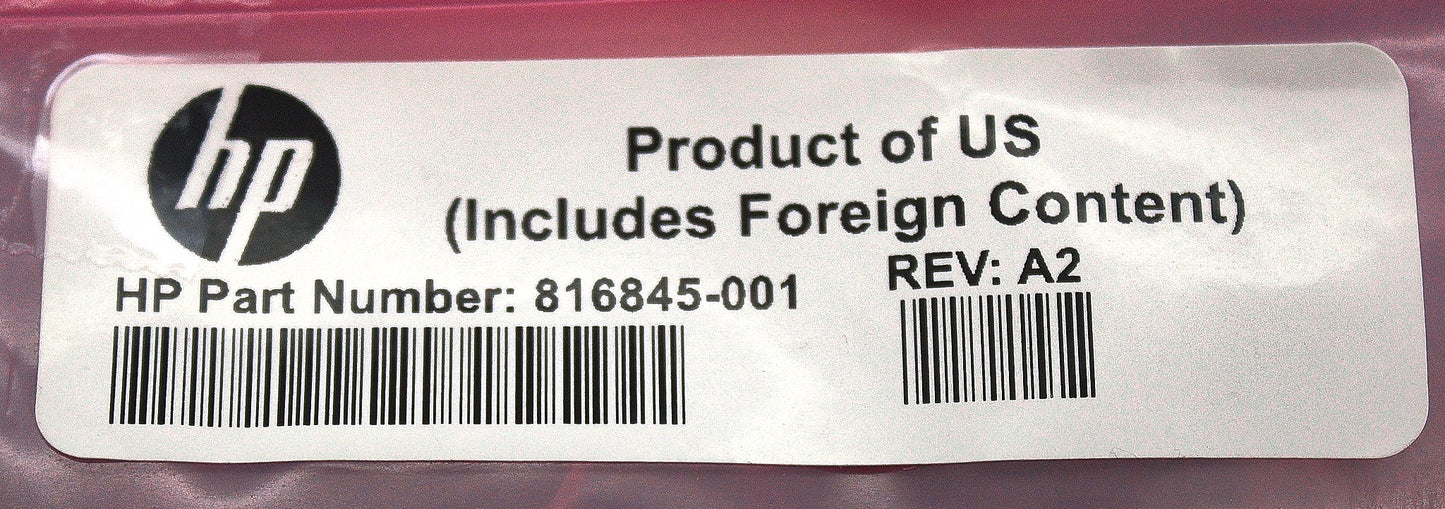 hp
Product of US
(Includes Foreign Content)
HP Part Number: 816845-001
REV: A2